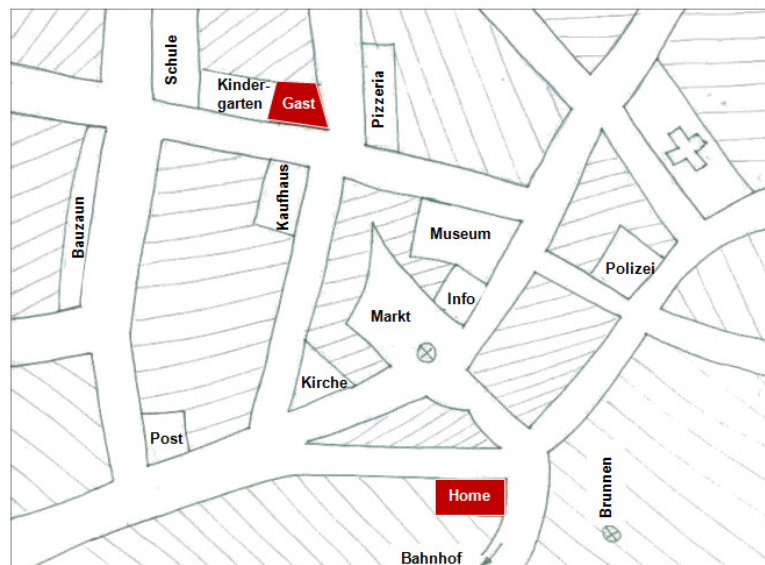 Schule
Kinder-
garten
Gast
Pizzeria
Kaufhaus
Bauzaun
Museum
Polizei
Info
Markt
Kirche
Post
Home
Brunnen
Bahnhof